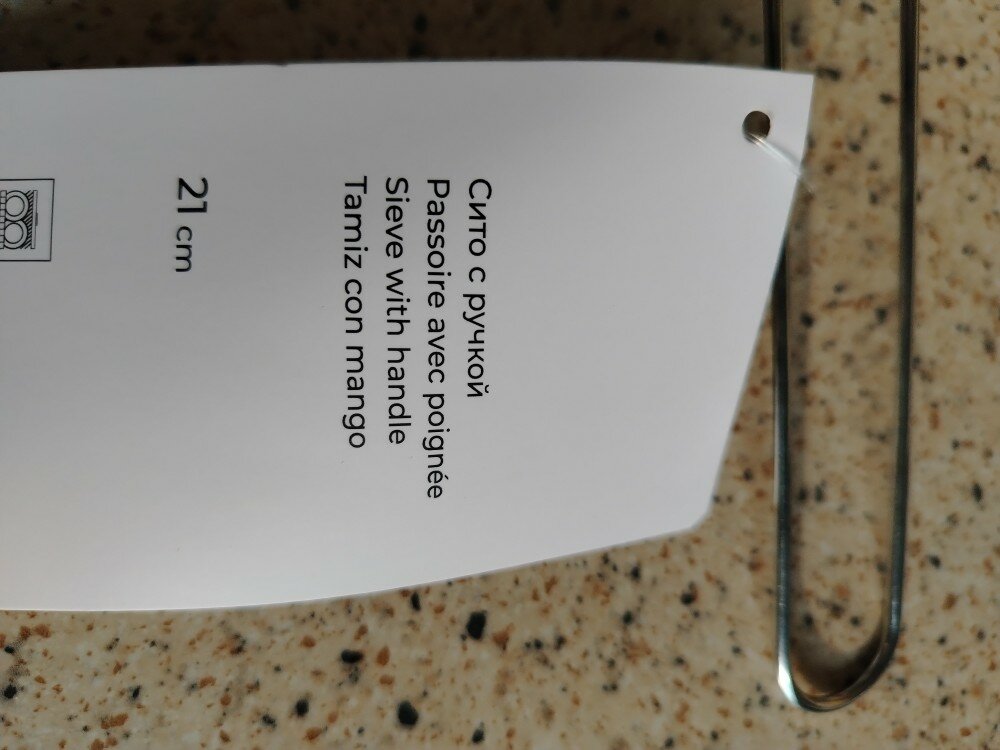 Сито с ручкой
Passoire avec poignée
Sieve with handle
Tamiz con mango
21 cm